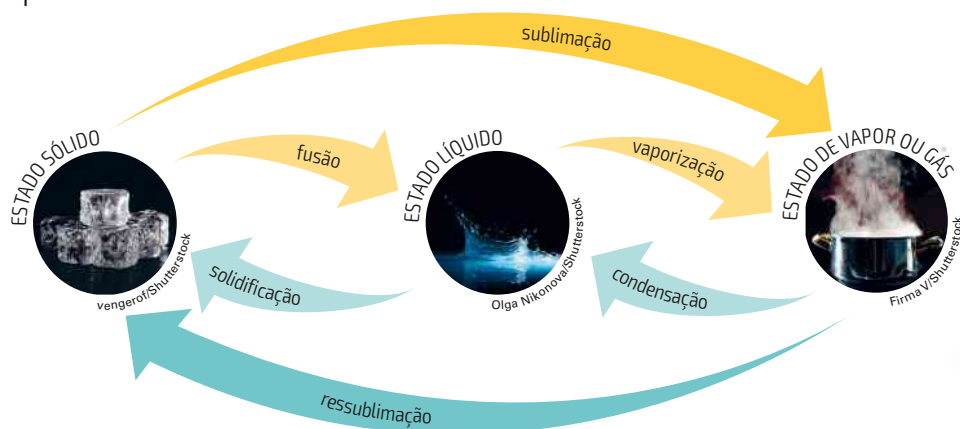 sublimação
ESTADO SÓLIDO
fusão
ESTADO LÍQUIDO
vaporização
ESTADO DE VAPOR OU GÁS
vengerof/Shutterstock
solidificação
Olga Nikonova/Shutterstock
condensação
Firma V/Shutterstock
ressublimação